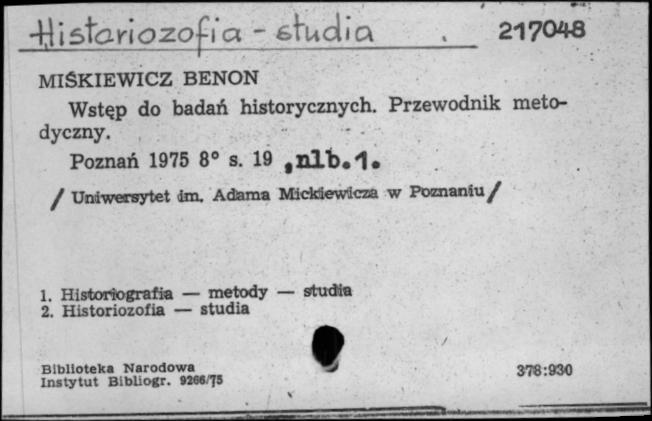 Historiozofia - studia
217048
MIŚKIEWICZ BENON
Wstęp do badań historycznych. Przewodnik meto-
dyczny.
Poznań 1975 8° s. 19 ,nlb.1.
/ Uniwersytet im. Adama Mickiewicza w Poznaniu /
1. Historiografia — metody — studia
2. Historiozofia — studia
Biblioteka Narodowa
Instytut Bibliogr. 9266/75
378:930